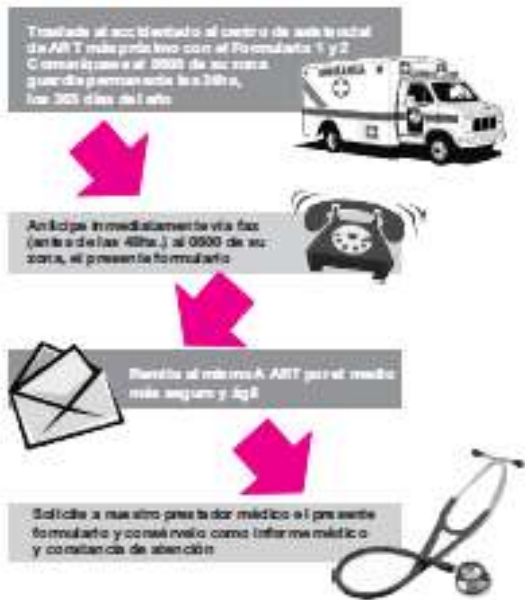 Traslade al accidentado al centro de asistencial
de ART más próximo con el Formulario 1 y 2
Comuníquese al 0600 de su zona
guardia permanente las 36hs,
los 365 días del año
AMBULANCIA
Anticipe inmediatamente vía fax
(antes de las 48hs.) al 0600 de su
zona, el presente formulario
Remita al mismo A ART por el medio
más seguro y ágil
Solicite a nuestro prestador médico el presente
formulario y consérvelo como informe médico
y constancia de atención